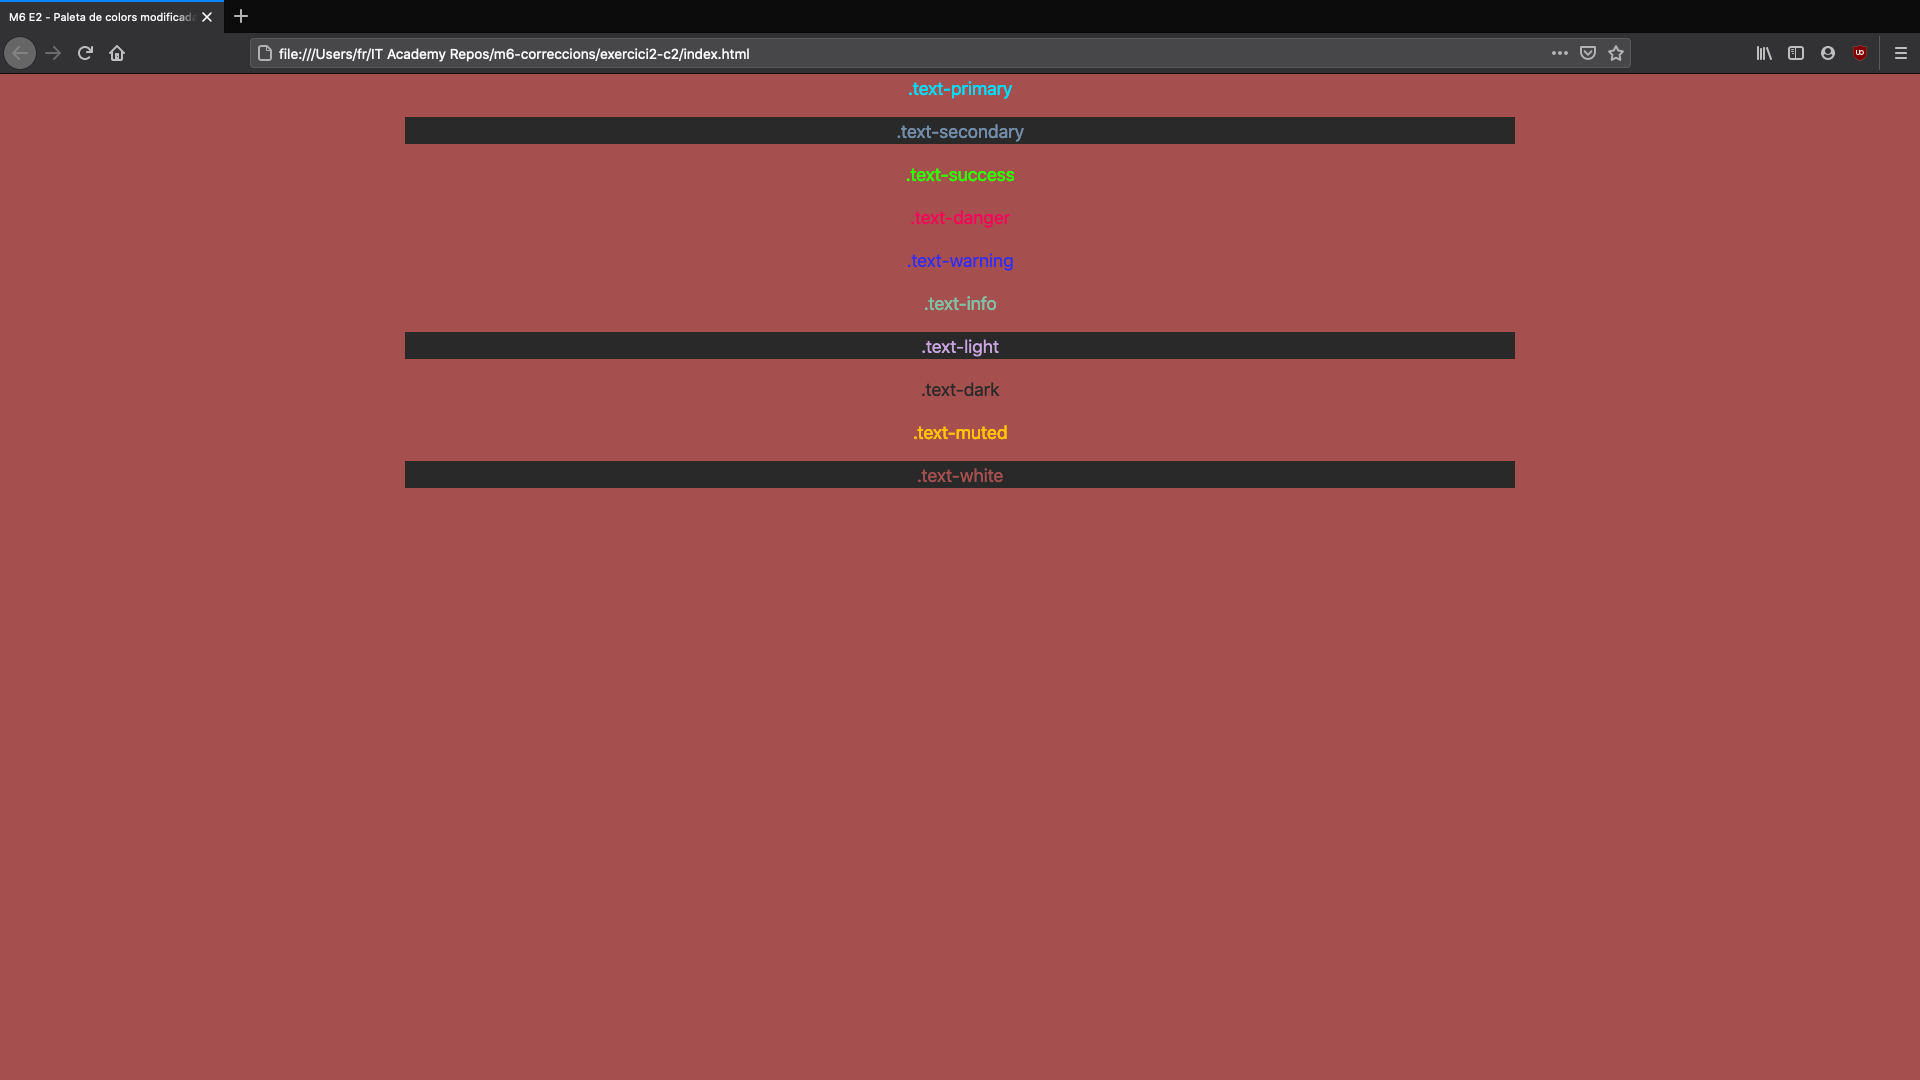 M6 E2 - Paleta de colors modificada
file:///Users/fr/IT Academy Repos/m6-correccions/exercici2-c2/index.html
.text-primary
.text-secondary
.text-success
.text-danger
.text-warning
.text-info
.text-light
.text-dark
.text-muted
.text-white